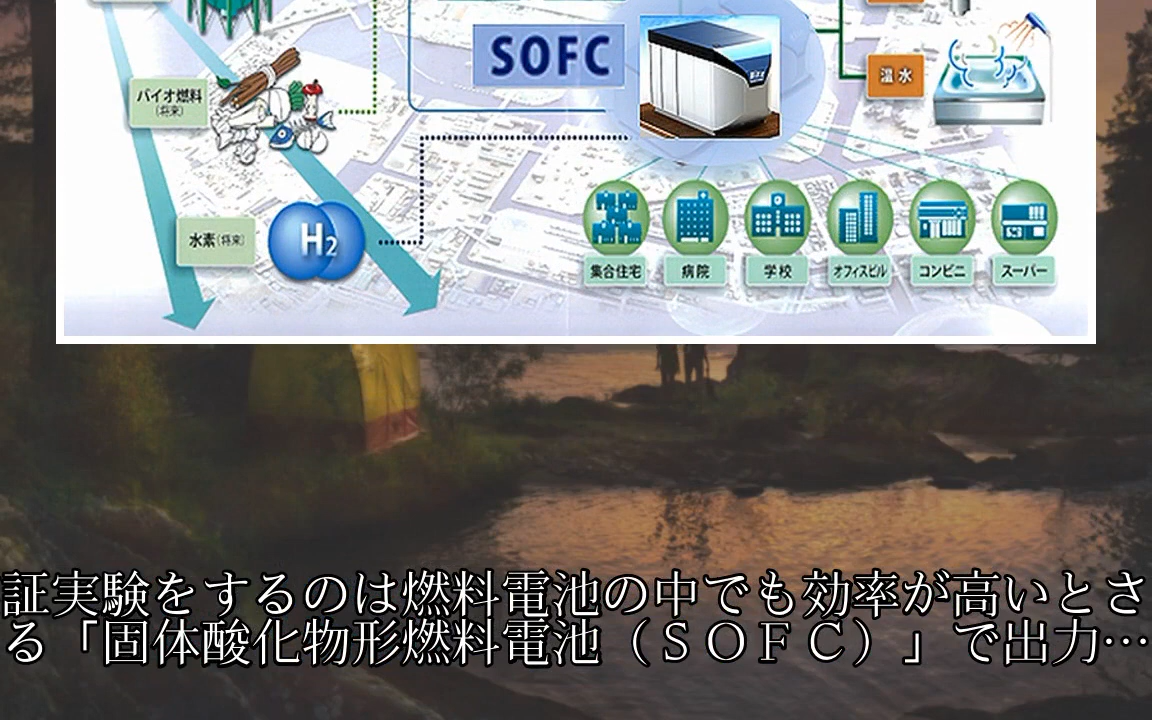 SOFC
バイオ燃料
(将来)
温水
水素(将来)
H2
集合住宅
病院
学校
オフィスビル
コンビニ
スーパー
証実験をするのは燃料電池の中でも効率が高いとさ
る「固体酸化物形燃料電池(SOFC)」で出力…